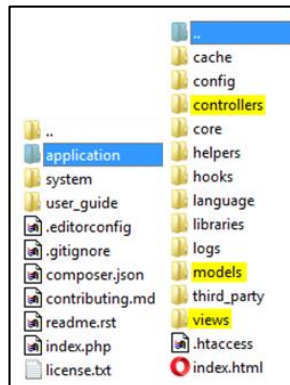 ..
application
system
user_guide
.editorconfig
.gitignore
composer.json
contributing.md
readme.rst
index.php
license.txt
..
cache
config
controllers
core
helpers
hooks
language
libraries
logs
models
third_party
views
.htaccess
index.html